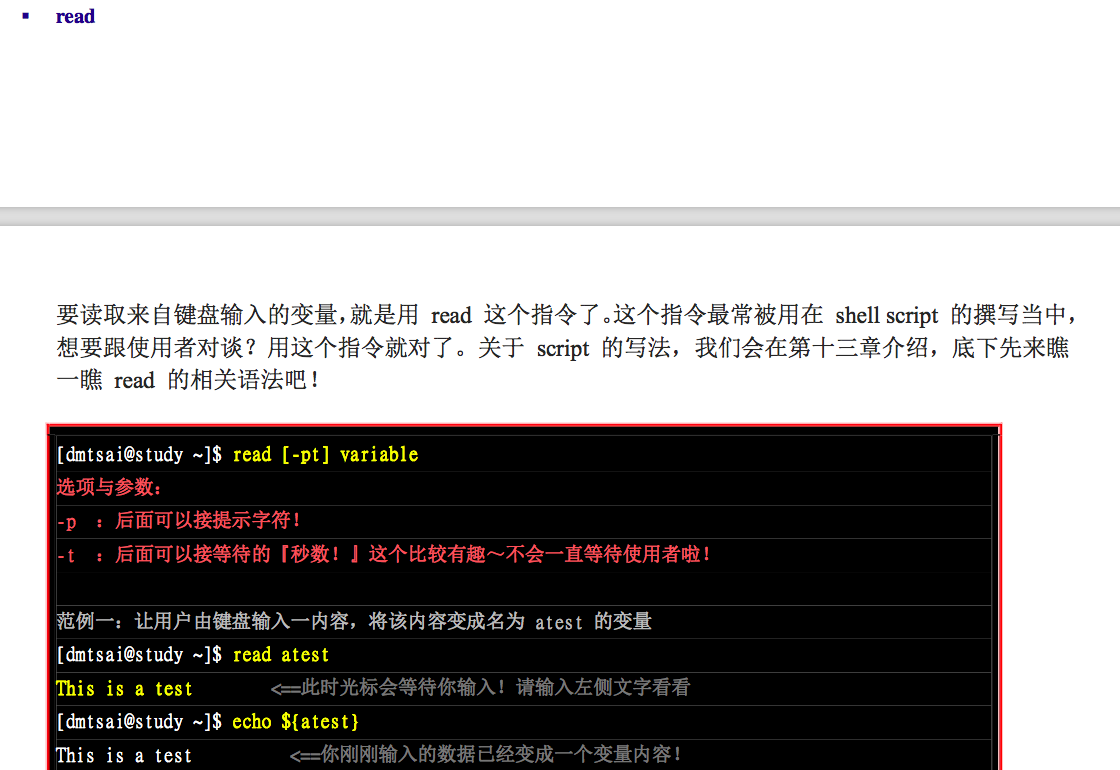 ▪ read
要读取来自键盘输入的变量,就是用 read 这个指令了。这个指令最常被用在 shell script 的撰写当中,
想要跟使用者对谈?用这个指令就对了。关于 script 的写法,我们会在第十三章介绍,底下先来瞧
一瞧 read 的相关语法吧!
[dmtsai@study ~]$ read [-pt] variable
选项与参数:
-p :后面可以接提示字符!
-t :后面可以接等待的『秒数!』这个比较有趣~不会一直等待使用者啦!
范例一:让用户由键盘输入一内容,将该内容变成名为 atest 的变量
[dmtsai@study ~]$ read atest
This is a test <==此时光标会等待你输入!请输入左侧文字看看
[dmtsai@study ~]$ echo ${atest}
This is a test <==你刚刚输入的数据已经变成一个变量内容!